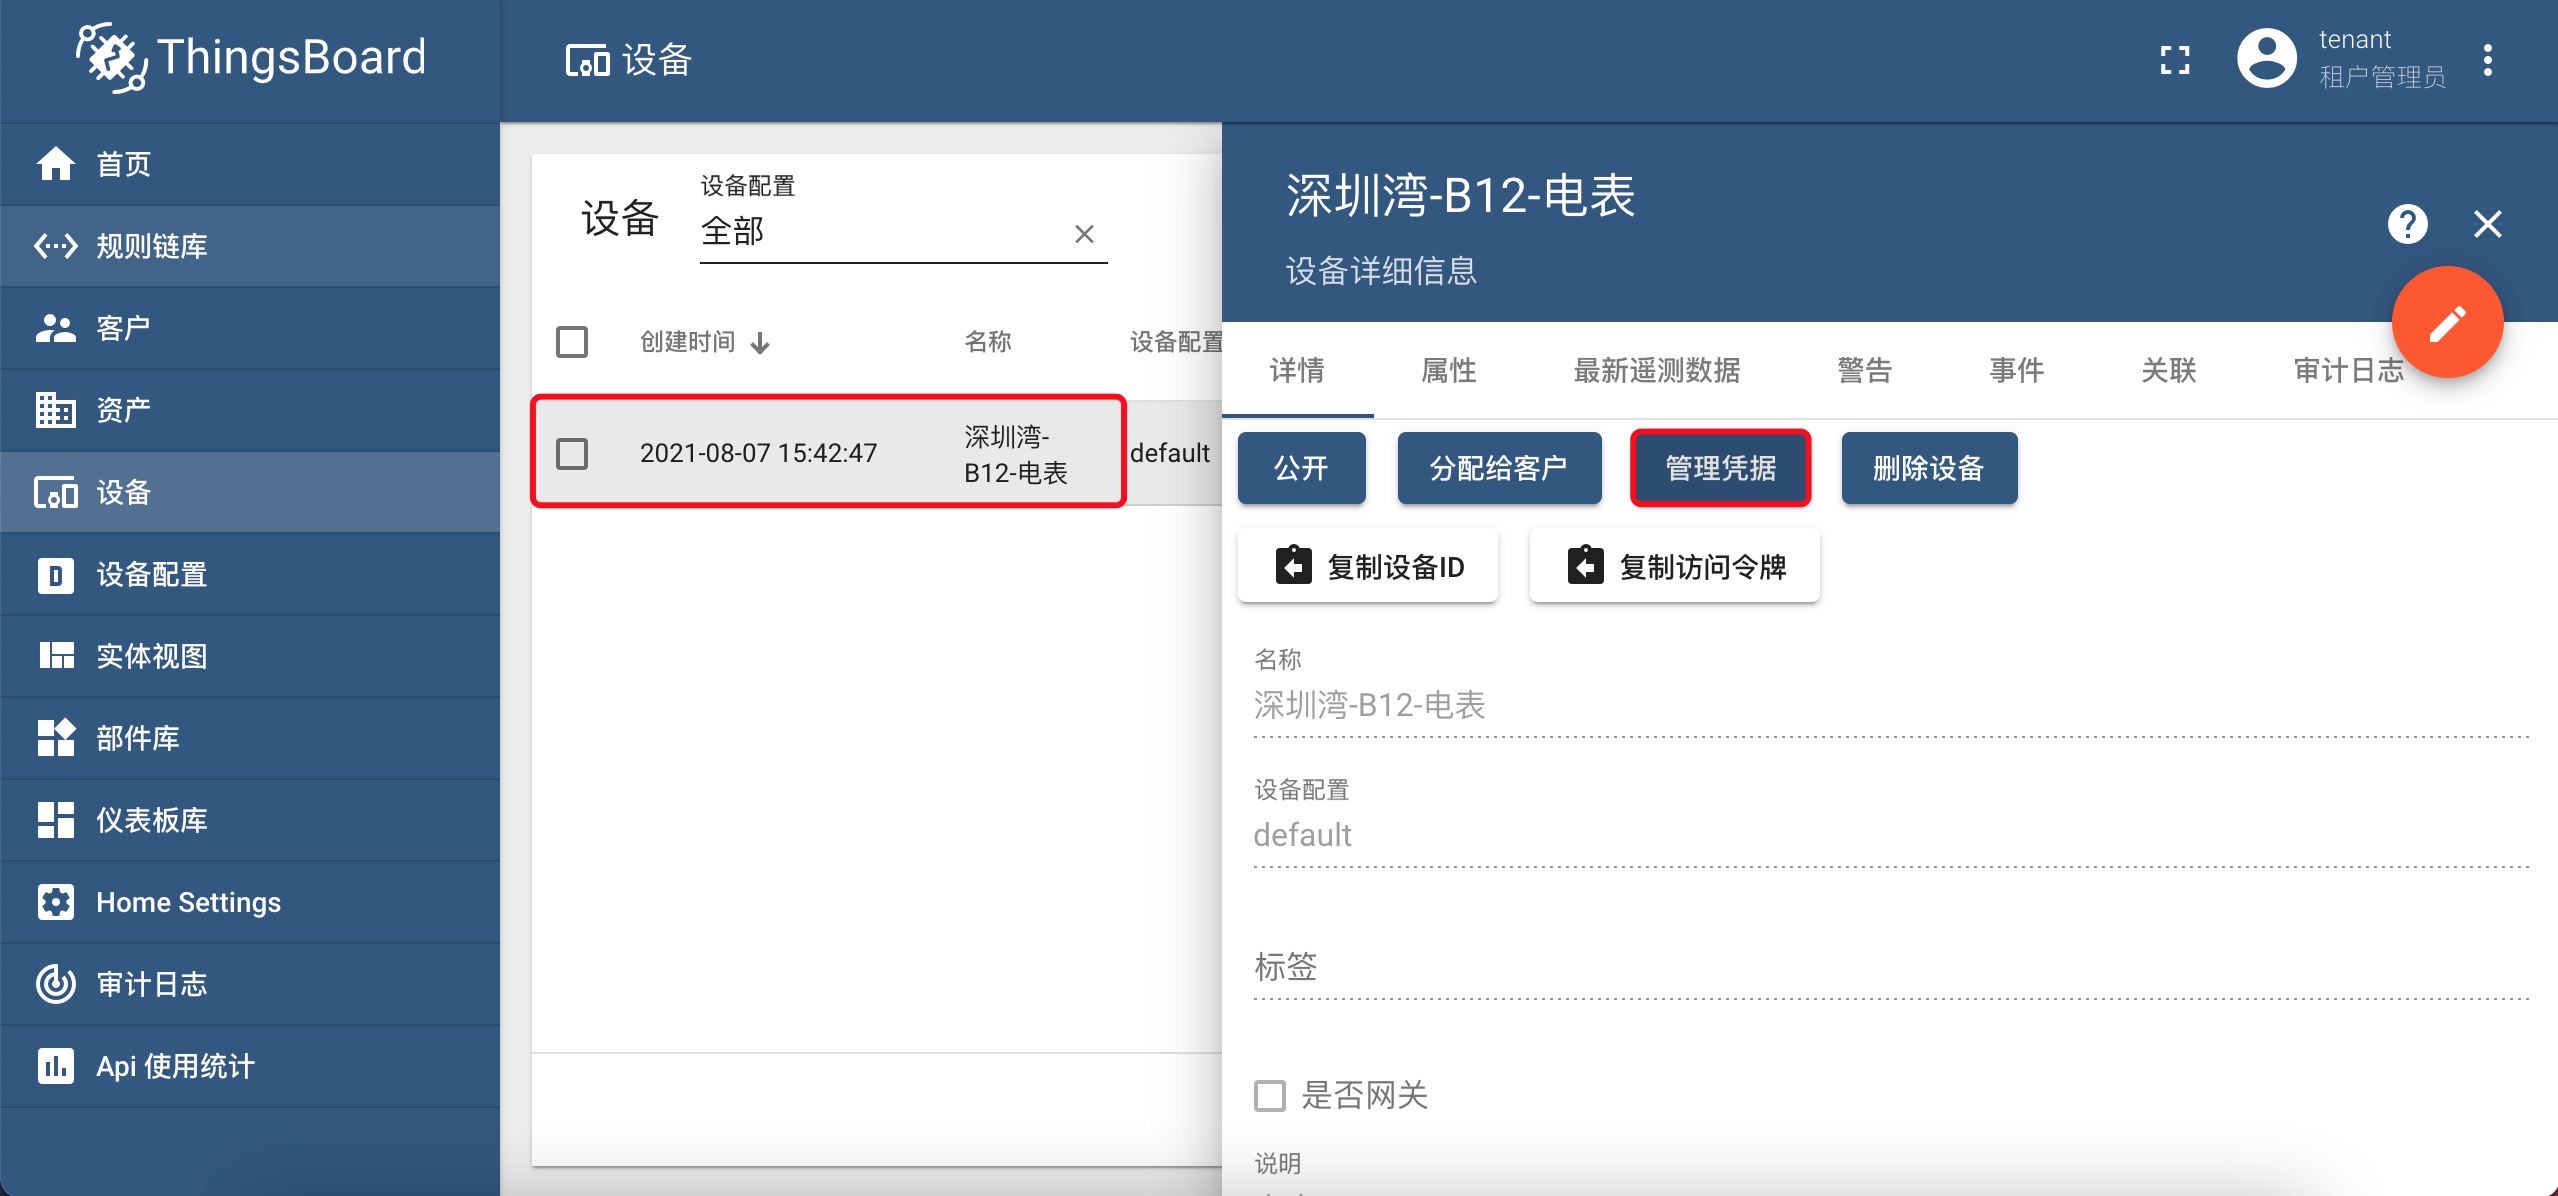 ThingsBoard
设备
tenant
租户管理员
首页
规则链库
客户
资产
设备
设备配置
实体视图
部件库
仪表板库
Home Settings
审计日志
Api 使用统计
设备
设备配置
全部
创建时间 名称 设备配置
2021-08-07 15:42:47 深圳湾-
B12-电表 default
深圳湾-B12-电表
设备详细信息
详情 属性 最新遥测数据 警告 事件 关联 审计日志
公开 分配给客户 管理凭据 删除设备
复制设备ID 复制访问令牌
名称
深圳湾-B12-电表
设备配置
default
标签
是否网关
说明